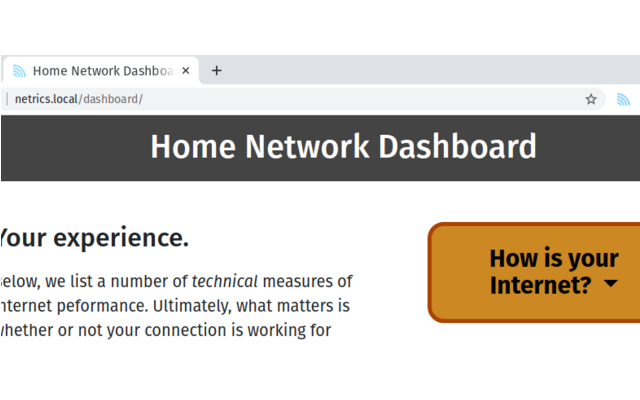 Home Network Dashboa
netrics.local/dashboard/
Home Network Dashboard
Your experience.
below, we list a number of technical measures of
nternet peformance. Ultimately, what matters is
whether or not your connection is working for
How is your
Internet?